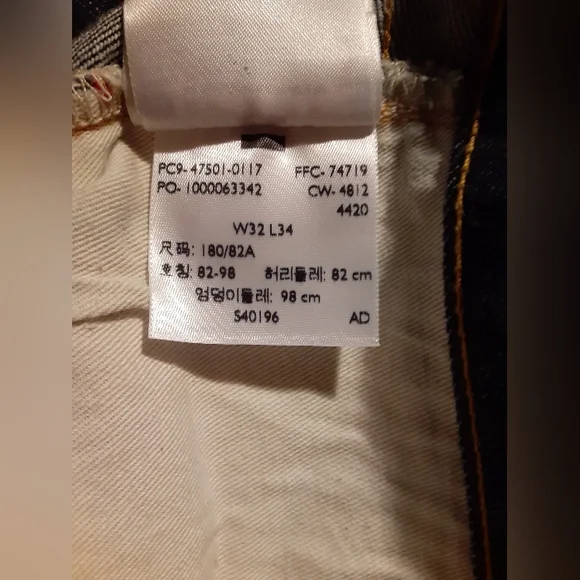 PC9- 47501-0117 FFC- 74719
PO- 1000063342 CW- 4812
4420
W32 L34
尺码: 180/82A
호칭: 82-98 허리둘레: 82 cm
엉덩이둘레: 98 cm
S40196 AD